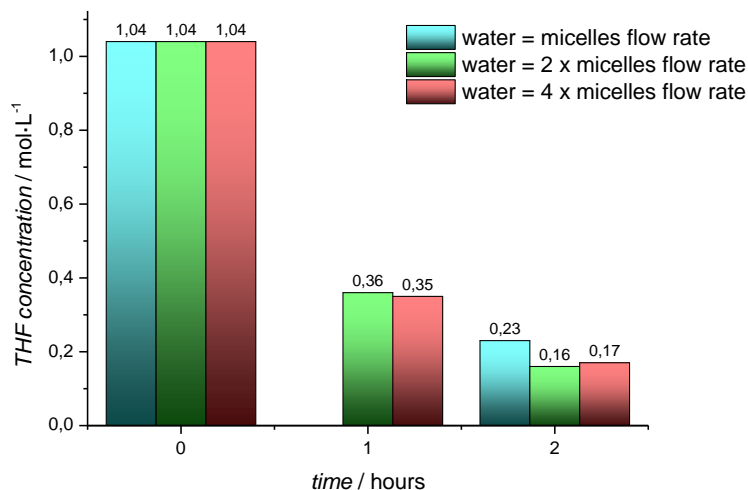 1,04 1,04 1,04
water = micelles flow rate
water = 2 x micelles flow rate
water = 4 x micelles flow rate
1,0
0,8
0,6
0,4
0,36 0,35
0,23
0,2
0,16 0,17
0,0
THF concentration / mol·L⁻¹
0 1 2
time / hours